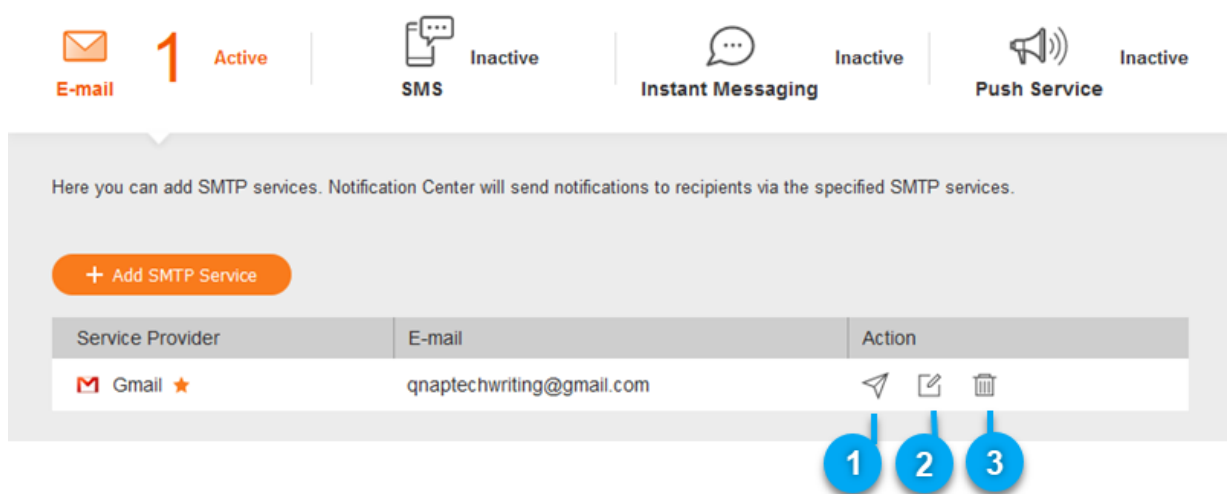 1 Active
Inactive
Inactive
Inactive
E-mail
SMS
Instant Messaging
Push Service
Here you can add SMTP services. Notification Center will send notifications to recipients via the specified SMTP services.
+ Add SMTP Service
Service Provider E-mail Action
Gmail qnaptechwriting@gmail.com
1 2 3